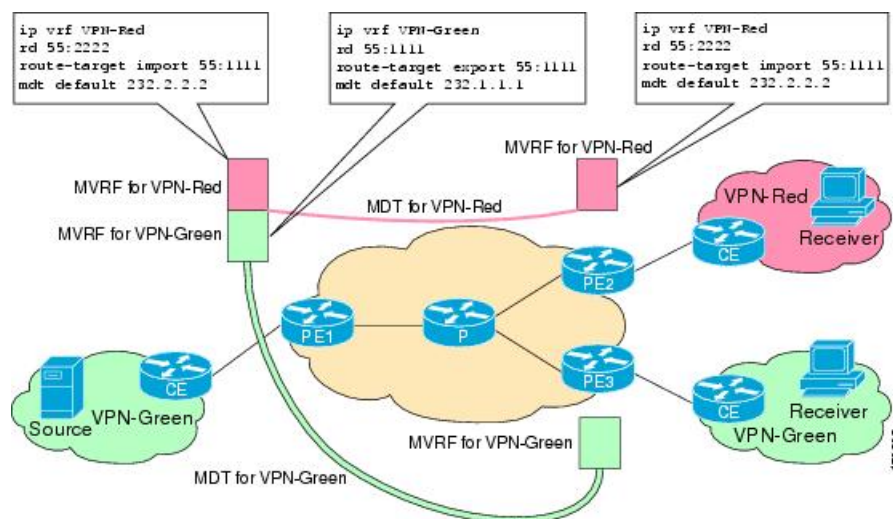 ip vrf VPN-Red
rd 55:2222
route-target import 55:1111
mdt default 232.2.2.2
ip vrf VPN-Green
rd 55:1111
route-target export 55:1111
mdt default 232.1.1.1
ip vrf VPN-Red
rd 55:2222
route-target import 55:1111
mdt default 232.2.2.2
MVRF for VPN-Red
MVRF for VPN-Red
MDT for VPN-Red
VPN-Red
MVRF for VPN-Green
CE
Receiver
PE2
PE1
P
CE
PE3
CE
Receiver
Source
VPN-Green
VPN-Green
MVRF for VPN-Green
MDT for VPN-Green